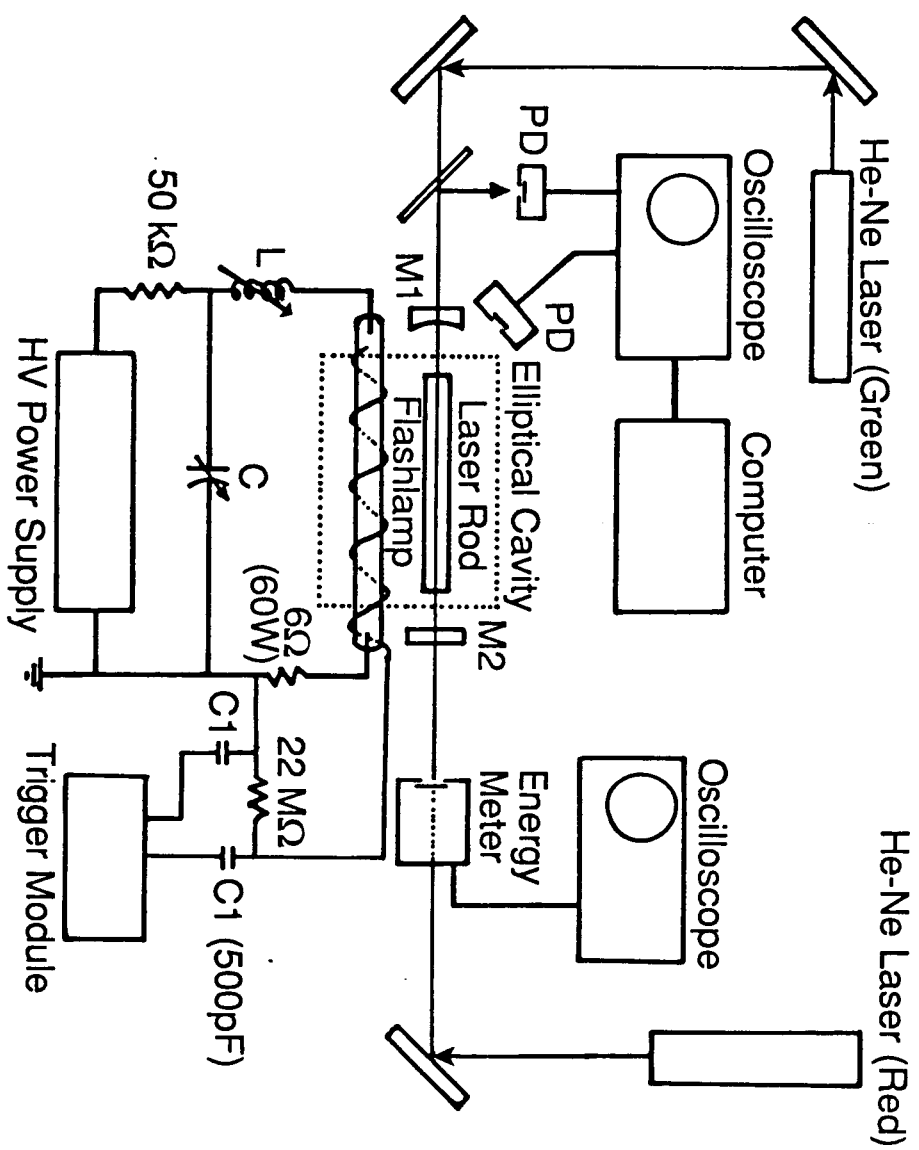 He-Ne Laser (Green)
Oscilloscope
Computer
Oscilloscope
He-Ne Laser (Red)
PD
PD
M1
Elliptical Cavity
Laser Rod
Flashlamp
M2
Energy
Meter
L
50 kΩ
C
6Ω
(60W)
22 MΩ
C1
C1 (500pF)
HV Power Supply
Trigger Module